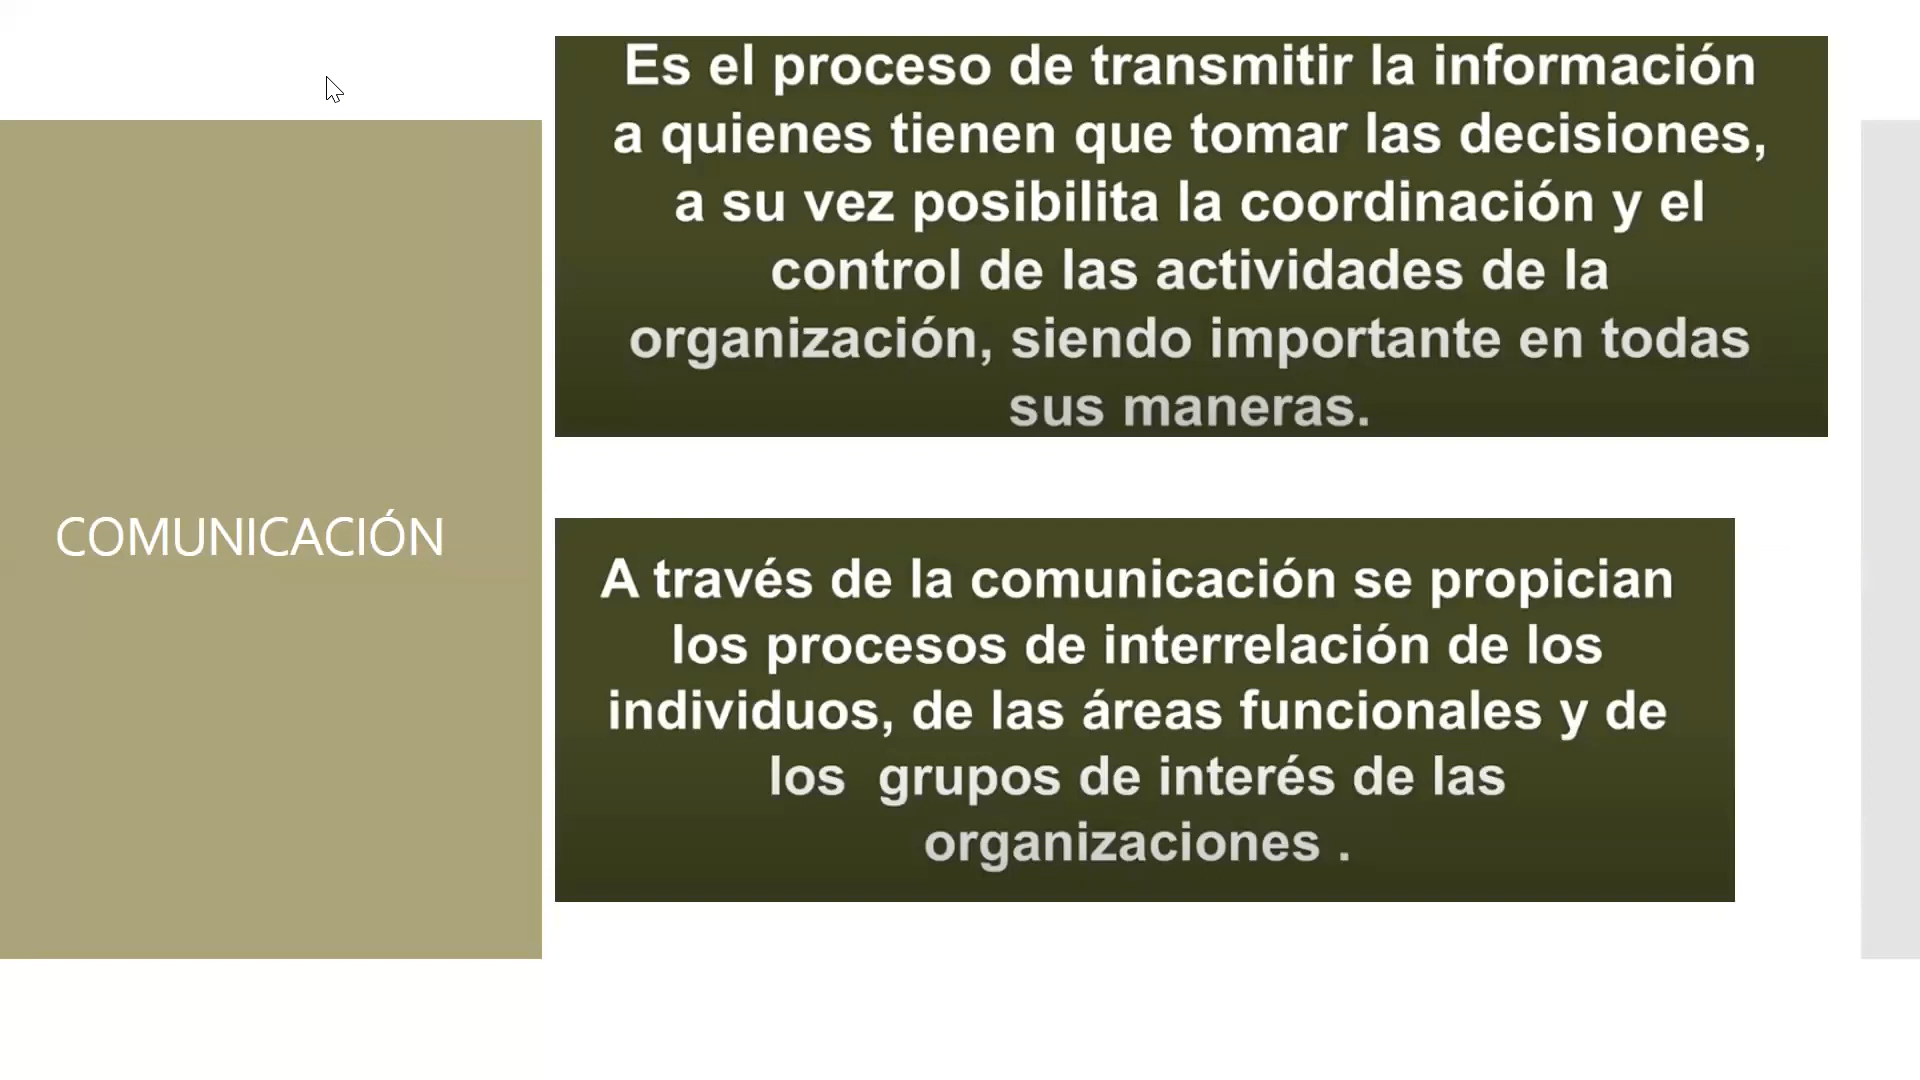 COMUNICACIÓN
Es el proceso de transmitir la información
a quienes tienen que tomar las decisiones,
a su vez posibilita la coordinación y el
control de las actividades de la
organización, siendo importante en todas
sus maneras.
A través de la comunicación se propician
los procesos de interrelación de los
individuos, de las áreas funcionales y de
los  grupos de interés de las
organizaciones .